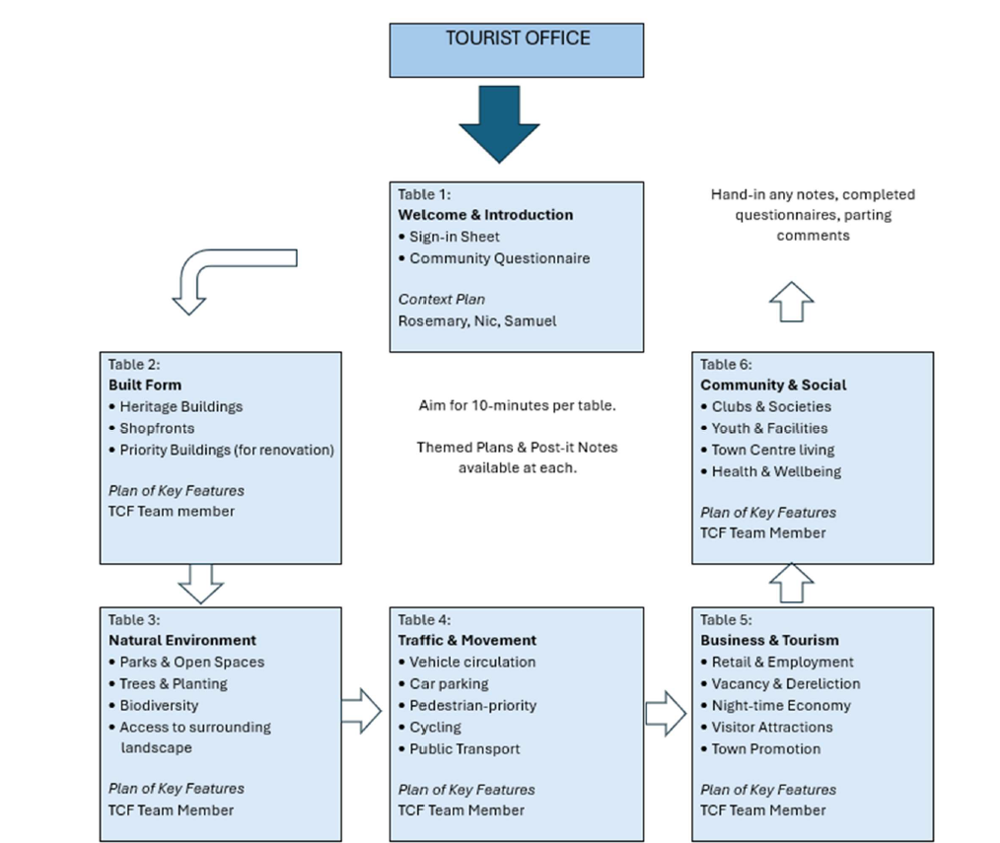 TOURIST OFFICE
Table 1:
Welcome & Introduction
• Sign-in Sheet
• Community Questionnaire
Context Plan
Rosemary, Nic, Samuel
Hand-in any notes, completed
questionnaires, parting
comments
Aim for 10-minutes per table.
Themed Plans & Post-it Notes
available at each.
Table 2:
Built Form
• Heritage Buildings
• Shopfronts
• Priority Buildings (for renovation)
Plan of Key Features
TCF Team member
Table 3:
Natural Environment
• Parks & Open Spaces
• Trees & Planting
• Biodiversity
• Access to surrounding
landscape
Plan of Key Features
TCF Team Member
Table 4:
Traffic & Movement
• Vehicle circulation
• Car parking
• Pedestrian-priority
• Cycling
• Public Transport
Plan of Key Features
TCF Team Member
Table 5:
Business & Tourism
• Retail & Employment
• Vacancy & Dereliction
• Night-time Economy
• Visitor Attractions
• Town Promotion
Plan of Key Features
TCF Team Member
Table 6:
Community & Social
• Clubs & Societies
• Youth & Facilities
• Town Centre living
• Health & Wellbeing
Plan of Key Features
TCF Team Member